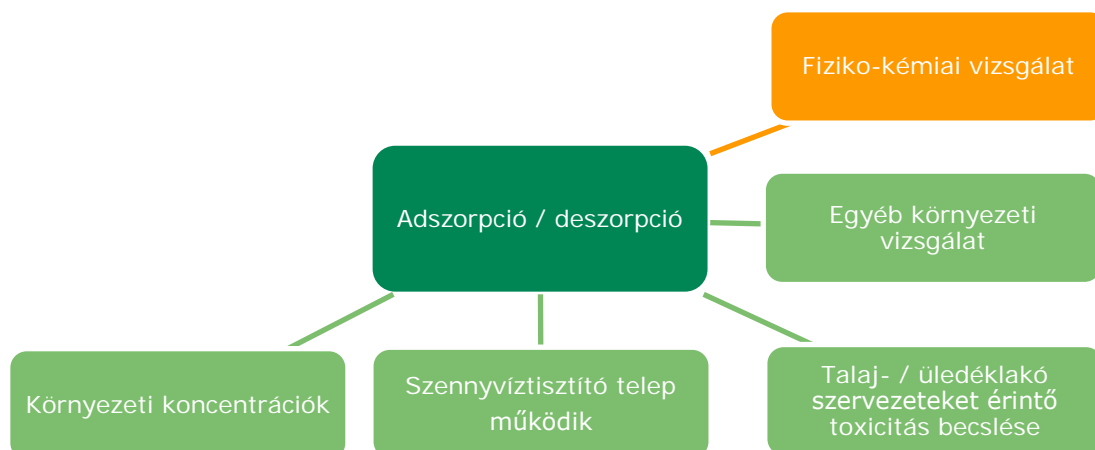 Fiziko-kémiai vizsgálat
Adszorpció / deszorpció
Egyéb környezeti
vizsgálat
Környezeti koncentrációk
Szennyvíztisztító telep
működik
Talaj- / üledéklakó
szervezeteket érintő
toxicitás becslése